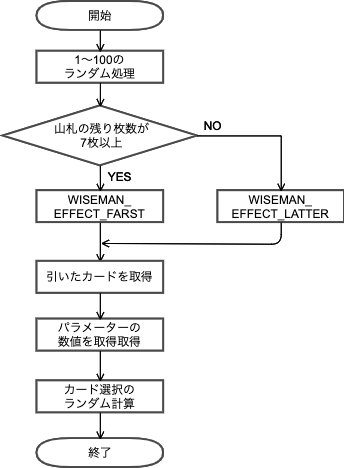 開始
1〜100の
ランダム処理
山札の残り枚数が
7枚以上
NO
YES
WISEMAN_
EFFECT_FARST
WISEMAN_
EFFECT_LATTER
引いたカードを取得
パラメーターの
数値を取得取得
カード選択の
ランダム計算
終了